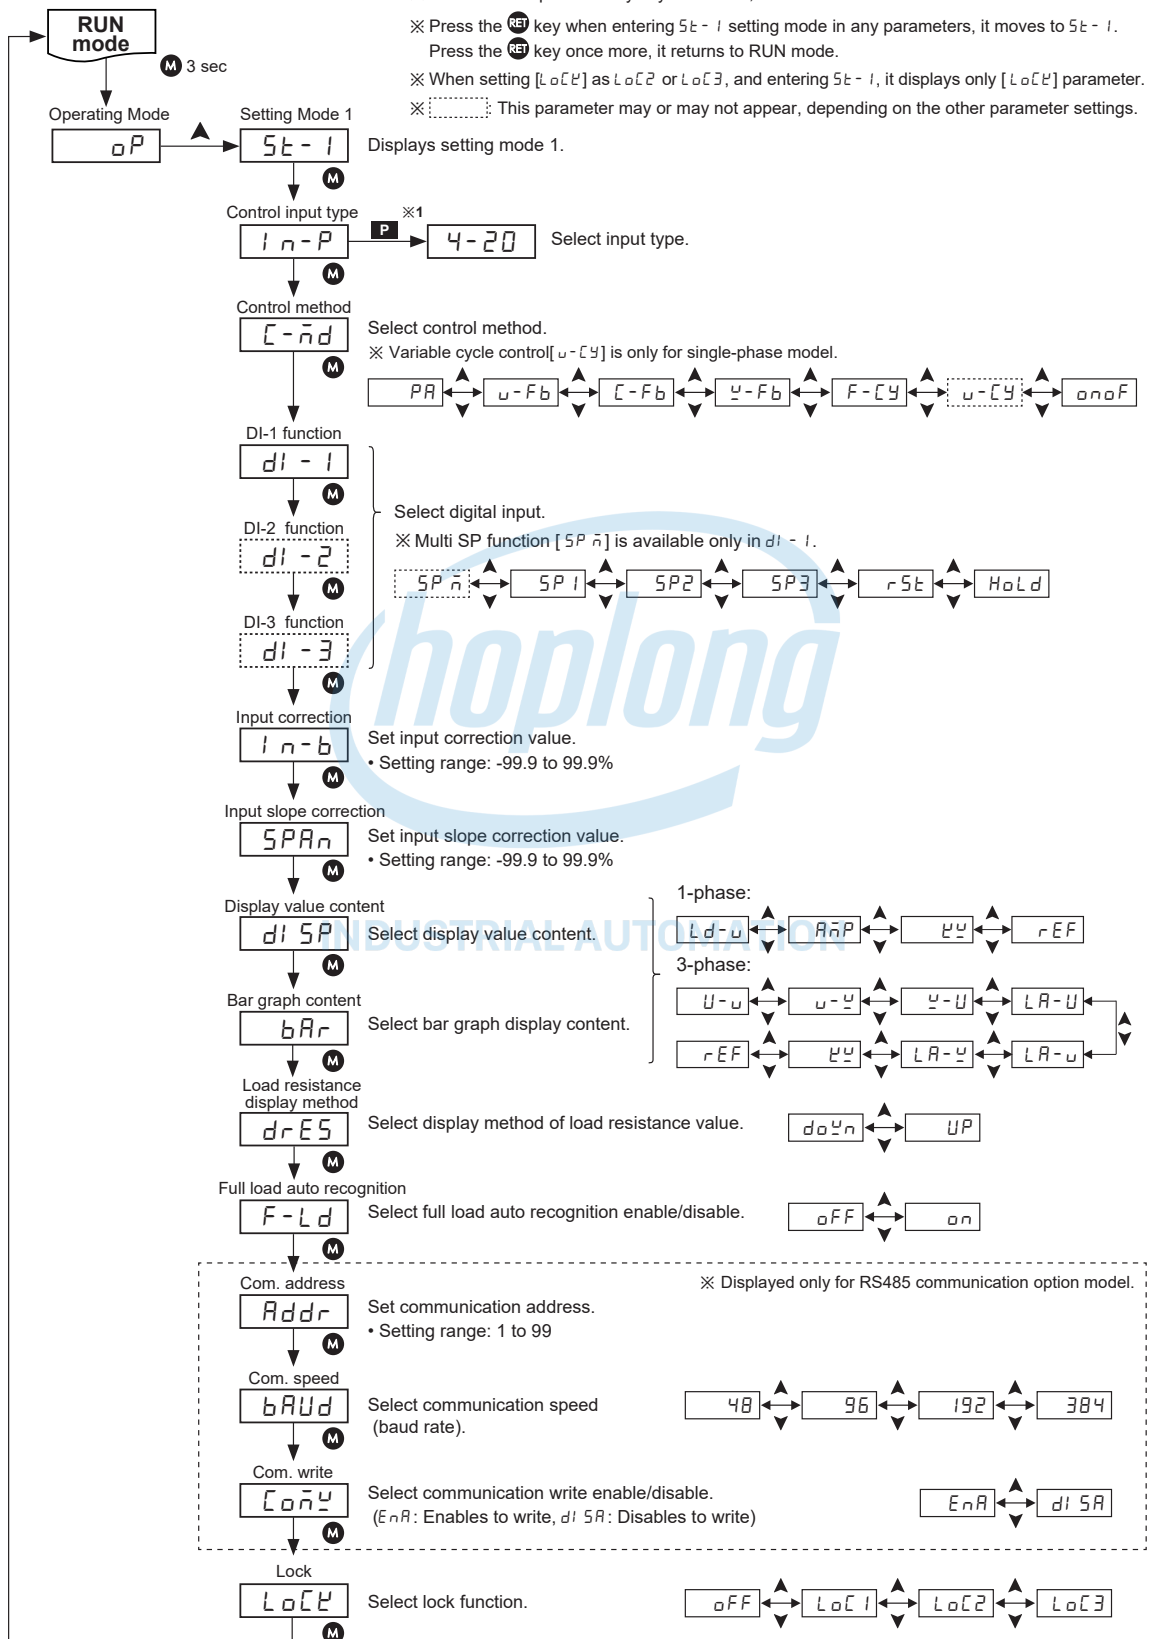 RUN
mode
※ Press the RET key when entering St-1 setting mode in any parameters, it moves to St-1.
Press the RET key once more, it returns to RUN mode.
M 3 sec
※ When setting [LoCK] as LoC2 or LoC3, and entering St-1, it displays only [LoCK] parameter.
※ : This parameter may or may not appear, depending on the other parameter settings.
Operating Mode
oP
Setting Mode 1
St-1
Displays setting mode 1.
M
Control input type
In-P
P
※1
4-20
Select input type.
M
Control method
C-md
Select control method.
※ Variable cycle control[v-CY] is only for single-phase model.
M
PA v-Fb C-Fb W-Fb F-CY v-CY onoF
DI-1 function
dI-1
M
DI-2 function
dI-2
M
DI-3 function
dI-3
M
Select digital input.
※ Multi SP function [SPm] is available only in dI-1.
SPm SP1 SP2 SP3 rSt HoLd
hoplong
INDUSTRIAL AUTOMATION
Input correction
In-b
Set input correction value.
• Setting range: -99.9 to 99.9%
M
Input slope correction
SPAn
Set input slope correction value.
• Setting range: -99.9 to 99.9%
M
Display value content
dISP
Select display value content.
M
Bar graph content
bAr
Select bar graph display content.
M
1-phase:
Ld-v AmP KW rEF
3-phase:
U-v v-W W-U LA-U
rEF KW LA-W LA-v
Load resistance
display method
drES
Select display method of load resistance value.
doWn UP
M
Full load auto recognition
F-Ld
Select full load auto recognition enable/disable.
oFF on
M
※ Displayed only for RS485 communication option model.
Com. address
Addr
Set communication address.
• Setting range: 1 to 99
M
Com. speed
bAUd
Select communication speed
(baud rate).
48 96 192 384
M
Com. write
ComW
Select communication write enable/disable.
(EnA: Enables to write, dISA: Disables to write)
EnA dISA
M
Lock
LoCK
Select lock function.
oFF LoC1 LoC2 LoC3
M